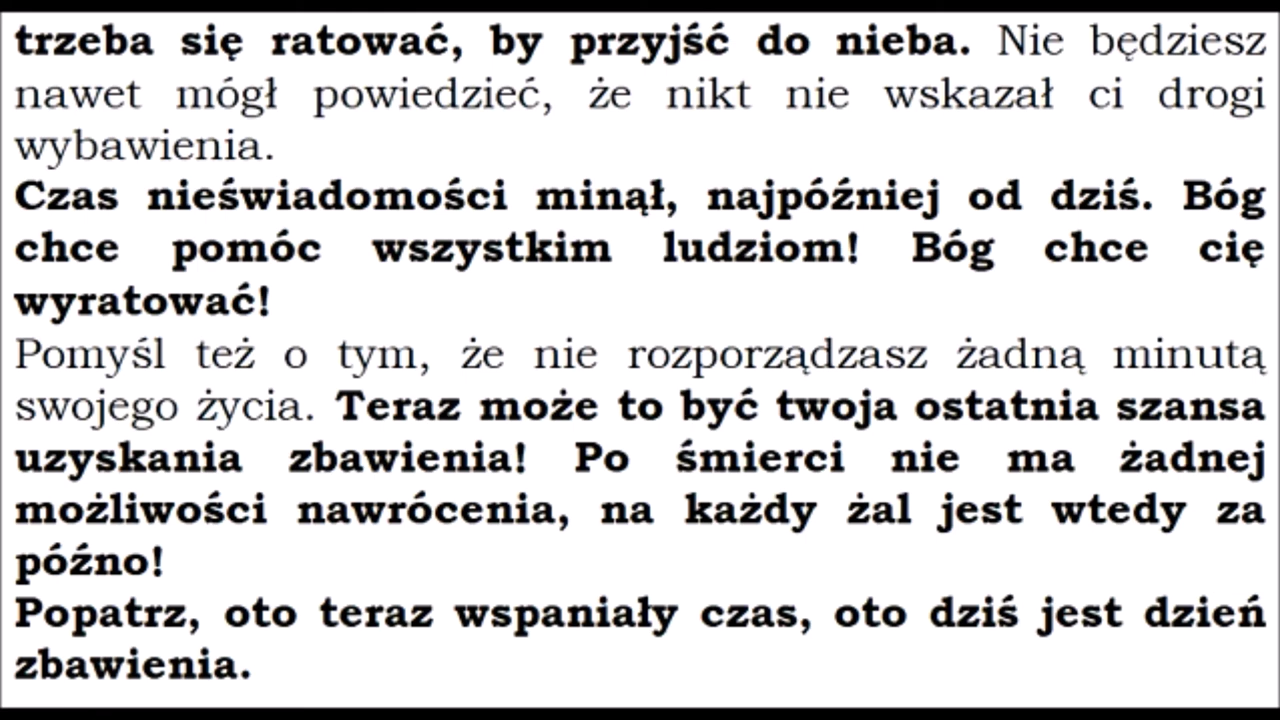 trzeba się ratować, by przyjść do nieba. Nie będziesz
nawet mógł powiedzieć, że nikt nie wskazał ci drogi
wybawienia.
Czas nieświadomości minął, najpóźniej od dziś. Bóg
chce pomóc wszystkim ludziom! Bóg chce cię
wyratować!
Pomyśl też o tym, że nie rozporządzasz żadną minutą
swojego życia. Teraz może to być twoja ostatnia szansa
uzyskania zbawienia! Po śmierci nie ma żadnej
możliwości nawrócenia, na każdy żal jest wtedy za
późno!
Popatrz, oto teraz wspaniały czas, oto dziś jest dzień
zbawienia.